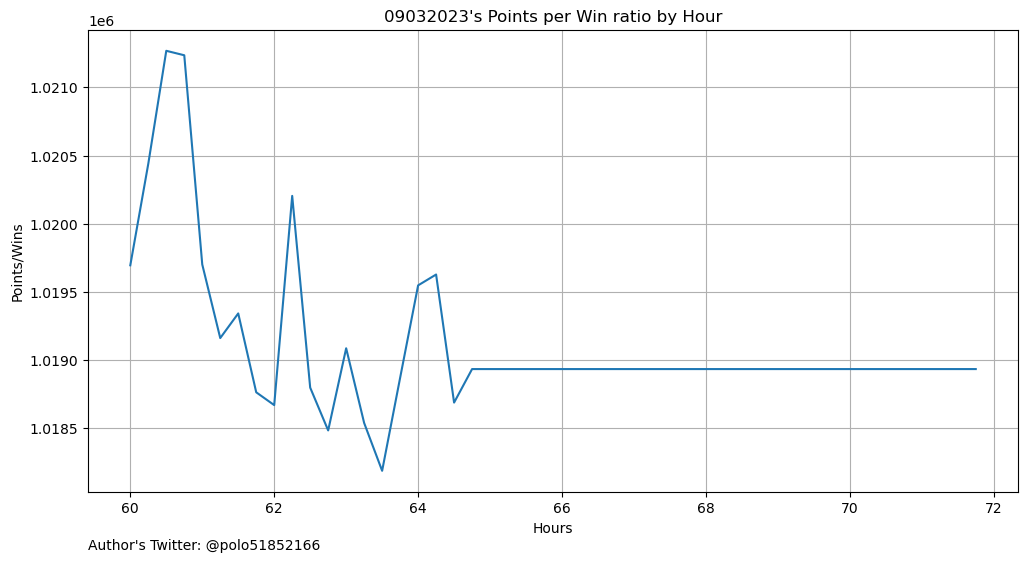 09032023's Points per Win ratio by Hour
1e6
1.0210
1.0205
1.0200
1.0195
1.0190
1.0185
Points/Wins
60 62 64 66 68 70 72
Hours
Author's Twitter: @polo51852166